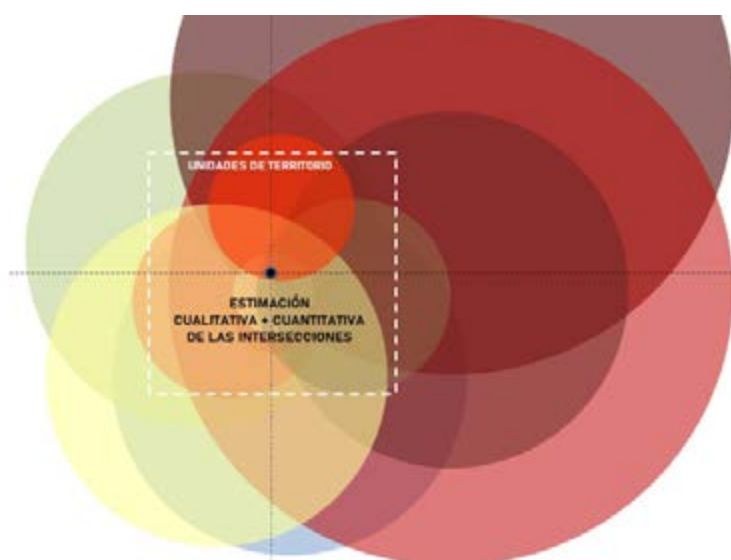 UNIDADES DE TERRITORIO
ESTIMACIÓN
CUALITATIVA + CUANTITATIVA
DE LAS INTERSECCIONES